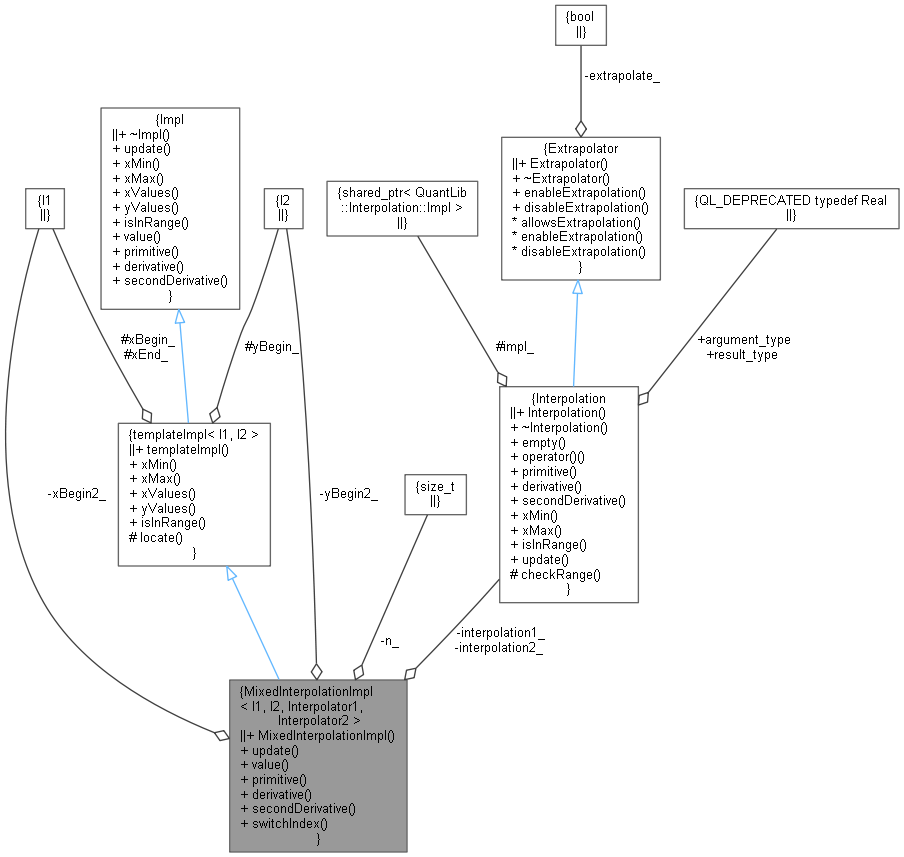 {bool
||}
-extrapolate_
{Impl
||+ ~Impl()
+ update()
+ xMin()
+ xMax()
+ xValues()
+ yValues()
+ isInRange()
+ value()
+ primitive()
+ derivative()
+ secondDerivative()
}
{Extrapolator
||+ Extrapolator()
+ ~Extrapolator()
+ enableExtrapolation()
+ disableExtrapolation()
* allowsExtrapolation()
* enableExtrapolation()
* disableExtrapolation()
}
{I1
||}
{I2
||}
{shared_ptr< QuantLib
::Interpolation::Impl >
||}
{QL_DEPRECATED typedef Real
||}
#xBegin_
#xEnd_
#yBegin_
#impl_
+argument_type
+result_type
{templateImpl< I1, I2 >
||+ templateImpl()
+ xMin()
+ xMax()
+ xValues()
+ yValues()
+ isInRange()
# locate()
}
{Interpolation
||+ Interpolation()
+ ~Interpolation()
+ empty()
+ operator()()
+ primitive()
+ derivative()
+ secondDerivative()
+ xMin()
+ xMax()
+ isInRange()
+ update()
# checkRange()
}
{size_t
||}
-xBegin2_
-yBegin2_
-n_
-interpolation1_
-interpolation2_
{MixedInterpolationImpl
< I1, I2, Interpolator1,
Interpolator2 >
||+ MixedInterpolationImpl()
+ update()
+ value()
+ primitive()
+ derivative()
+ secondDerivative()
+ switchIndex()
}